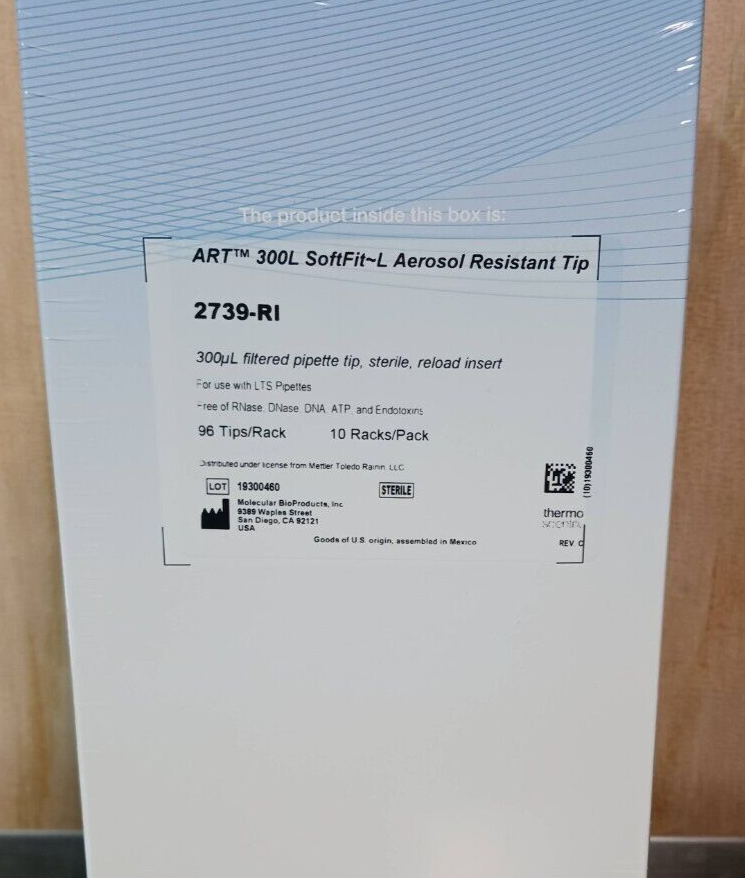 The product inside this box is:
ART™ 300L SoftFit~L Aerosol Resistant Tip
2739-RI
300µL filtered pipette tip, sterile, reload insert
For use with LTS Pipettes
Free of RNase, DNase, DNA, ATP, and Endotoxins
96 Tips/Rack 10 Racks/Pack
Distributed under license from Mettler Toledo Rainin, LLC
LOT 19300460 STERILE
(10)19300460
Molecular BioProducts, Inc
9389 Waples Street
San Diego, CA 92121
USA
thermo
scientific
Goods of U.S. origin, assembled in Mexico
REV C